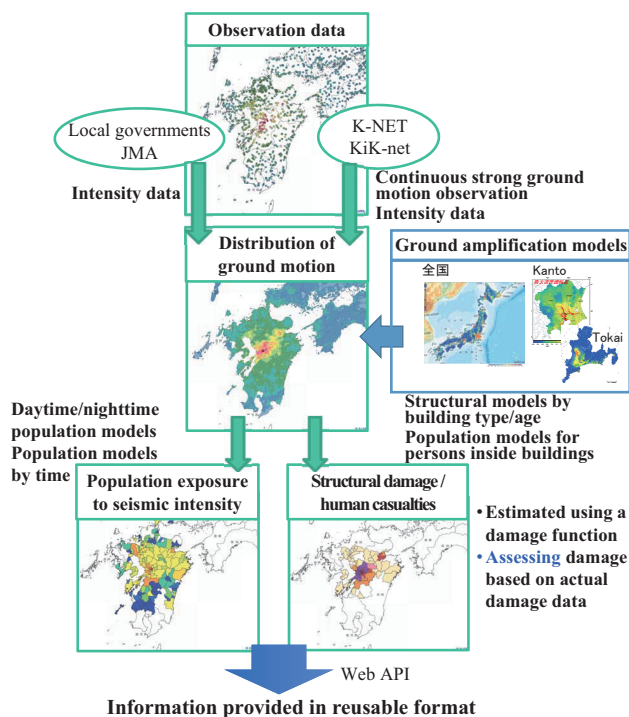 Observation data
Local governments
JMA
K-NET
KiK-net
Intensity data
Continuous strong ground
motion observation
Intensity data
Distribution of
ground motion
Ground amplification models
全国
Kanto
Tokai
Structural models by
building type/age
Population models for
persons inside buildings
Daytime/nighttime
population models
Population models
by time
Population exposure
to seismic intensity
Structural damage /
human casualties
• Estimated using a
damage function
• Assessing damage
based on actual
damage data
Web API
Information provided in reusable format